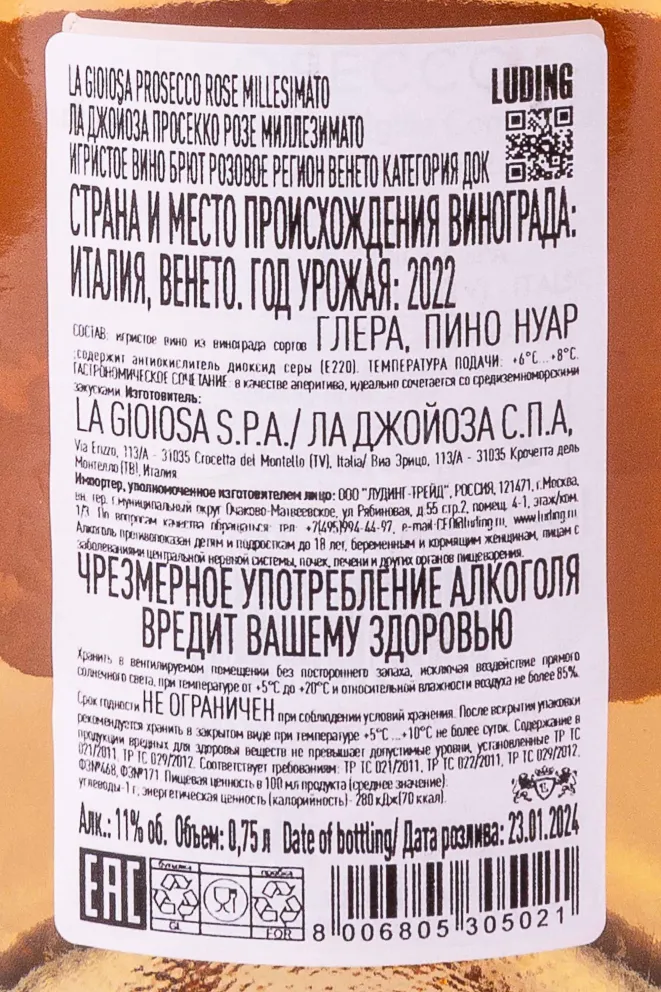 LA GIOIOSA PROSECCO ROSE MILLESIMATO
LUDING
ЛА ДЖОЙОЗА ПРОСЕККО РОЗЕ МИЛЛЕЗИМАТО
ИГРИСТОЕ ВИНО БРЮТ РОЗОВОЕ РЕГИОН ВЕНЕТО КАТЕГОРИЯ ДОК
СТРАНА И МЕСТО ПРОИСХОЖДЕНИЯ ВИНОГРАДА:
ИТАЛИЯ, ВЕНЕТО. ГОД УРОЖАЯ: 2022
СОСТАВ: игристое вино из винограда сортов ГЛЕРА, ПИНО НУАР
;содержит антиокислитель диоксид серы (Е220). ТЕМПЕРАТУРА ПОДАЧИ: +6°С...+8°С.
ГАСТРОНОМИЧЕСКОЕ СОЧЕТАНИЕ: в качестве аперитива, идеально сочетается со средиземноморскими
закусками. Изготовитель:
LA GIOIOSA S.P.A./ ЛА ДЖОЙОЗА С.П.А,
Via Erizzo, 113/A - 31035 Crocetta del Montello (TV), Italia/ Виа Эрицо, 113/А - 31035 Крочетта дель
Монтелло (ТВ), Италия
Импортер, уполномоченное изготовителем лицо: ООО "ЛУДИНГ-ТРЕЙД", РОССИЯ, 121471, г.Москва,
вн. тер. г.муниципальный округ Очаково-Матвеевское, ул Рябиновая, д.55 стр.2, помещ. 4-1, этаж/ком.
1/3. По вопросам качества обращаться: тел: +7(495)994-44-97, e-mail:CEO@luding.ru, www.luding.ru
Алкоголь противопоказан детям и подросткам до 18 лет, беременным и кормящим женщинам, лицам с
заболеваниями центральной нервной системы, почек, печени и других органов пищеварения.
ЧРЕЗМЕРНОЕ УПОТРЕБЛЕНИЕ АЛКОГОЛЯ
ВРЕДИТ ВАШЕМУ ЗДОРОВЬЮ
Хранить в вентилируемом помещении без постороннего запаха, исключая воздействие прямого
солнечного света, при температуре от +5°С до +20°С и относительной влажности воздуха не более 85%.
Срок годности НЕ ОГРАНИЧЕН при соблюдении условий хранения. После вскрытия упаковки
рекомендуется хранить в закрытом виде при температуре +5°С ...+10°С не более суток. Содержание в
продукции вредных для здоровья веществ не превышает допустимые уровни, установленные ТР ТС
021/2011, ТР ТС 029/2012. Соответствует требованиям: ТР ТС 021/2011, ТР ТС 022/2011, ТР ТС 029/2012,
ФЗ№468, ФЗ№171 Пищевая ценность в 100 мл продукта (среднее значение):
углеводы-1 г; энергетическая ценность (калорийность)- 280 кДж(70 ккал).
Алк.: 11% об. Объем: 0,75 л Date of bottling/ Дата розлива: 23.01.2024
EAC
бутылка
пробка
GL
FOR
8 006805 305021